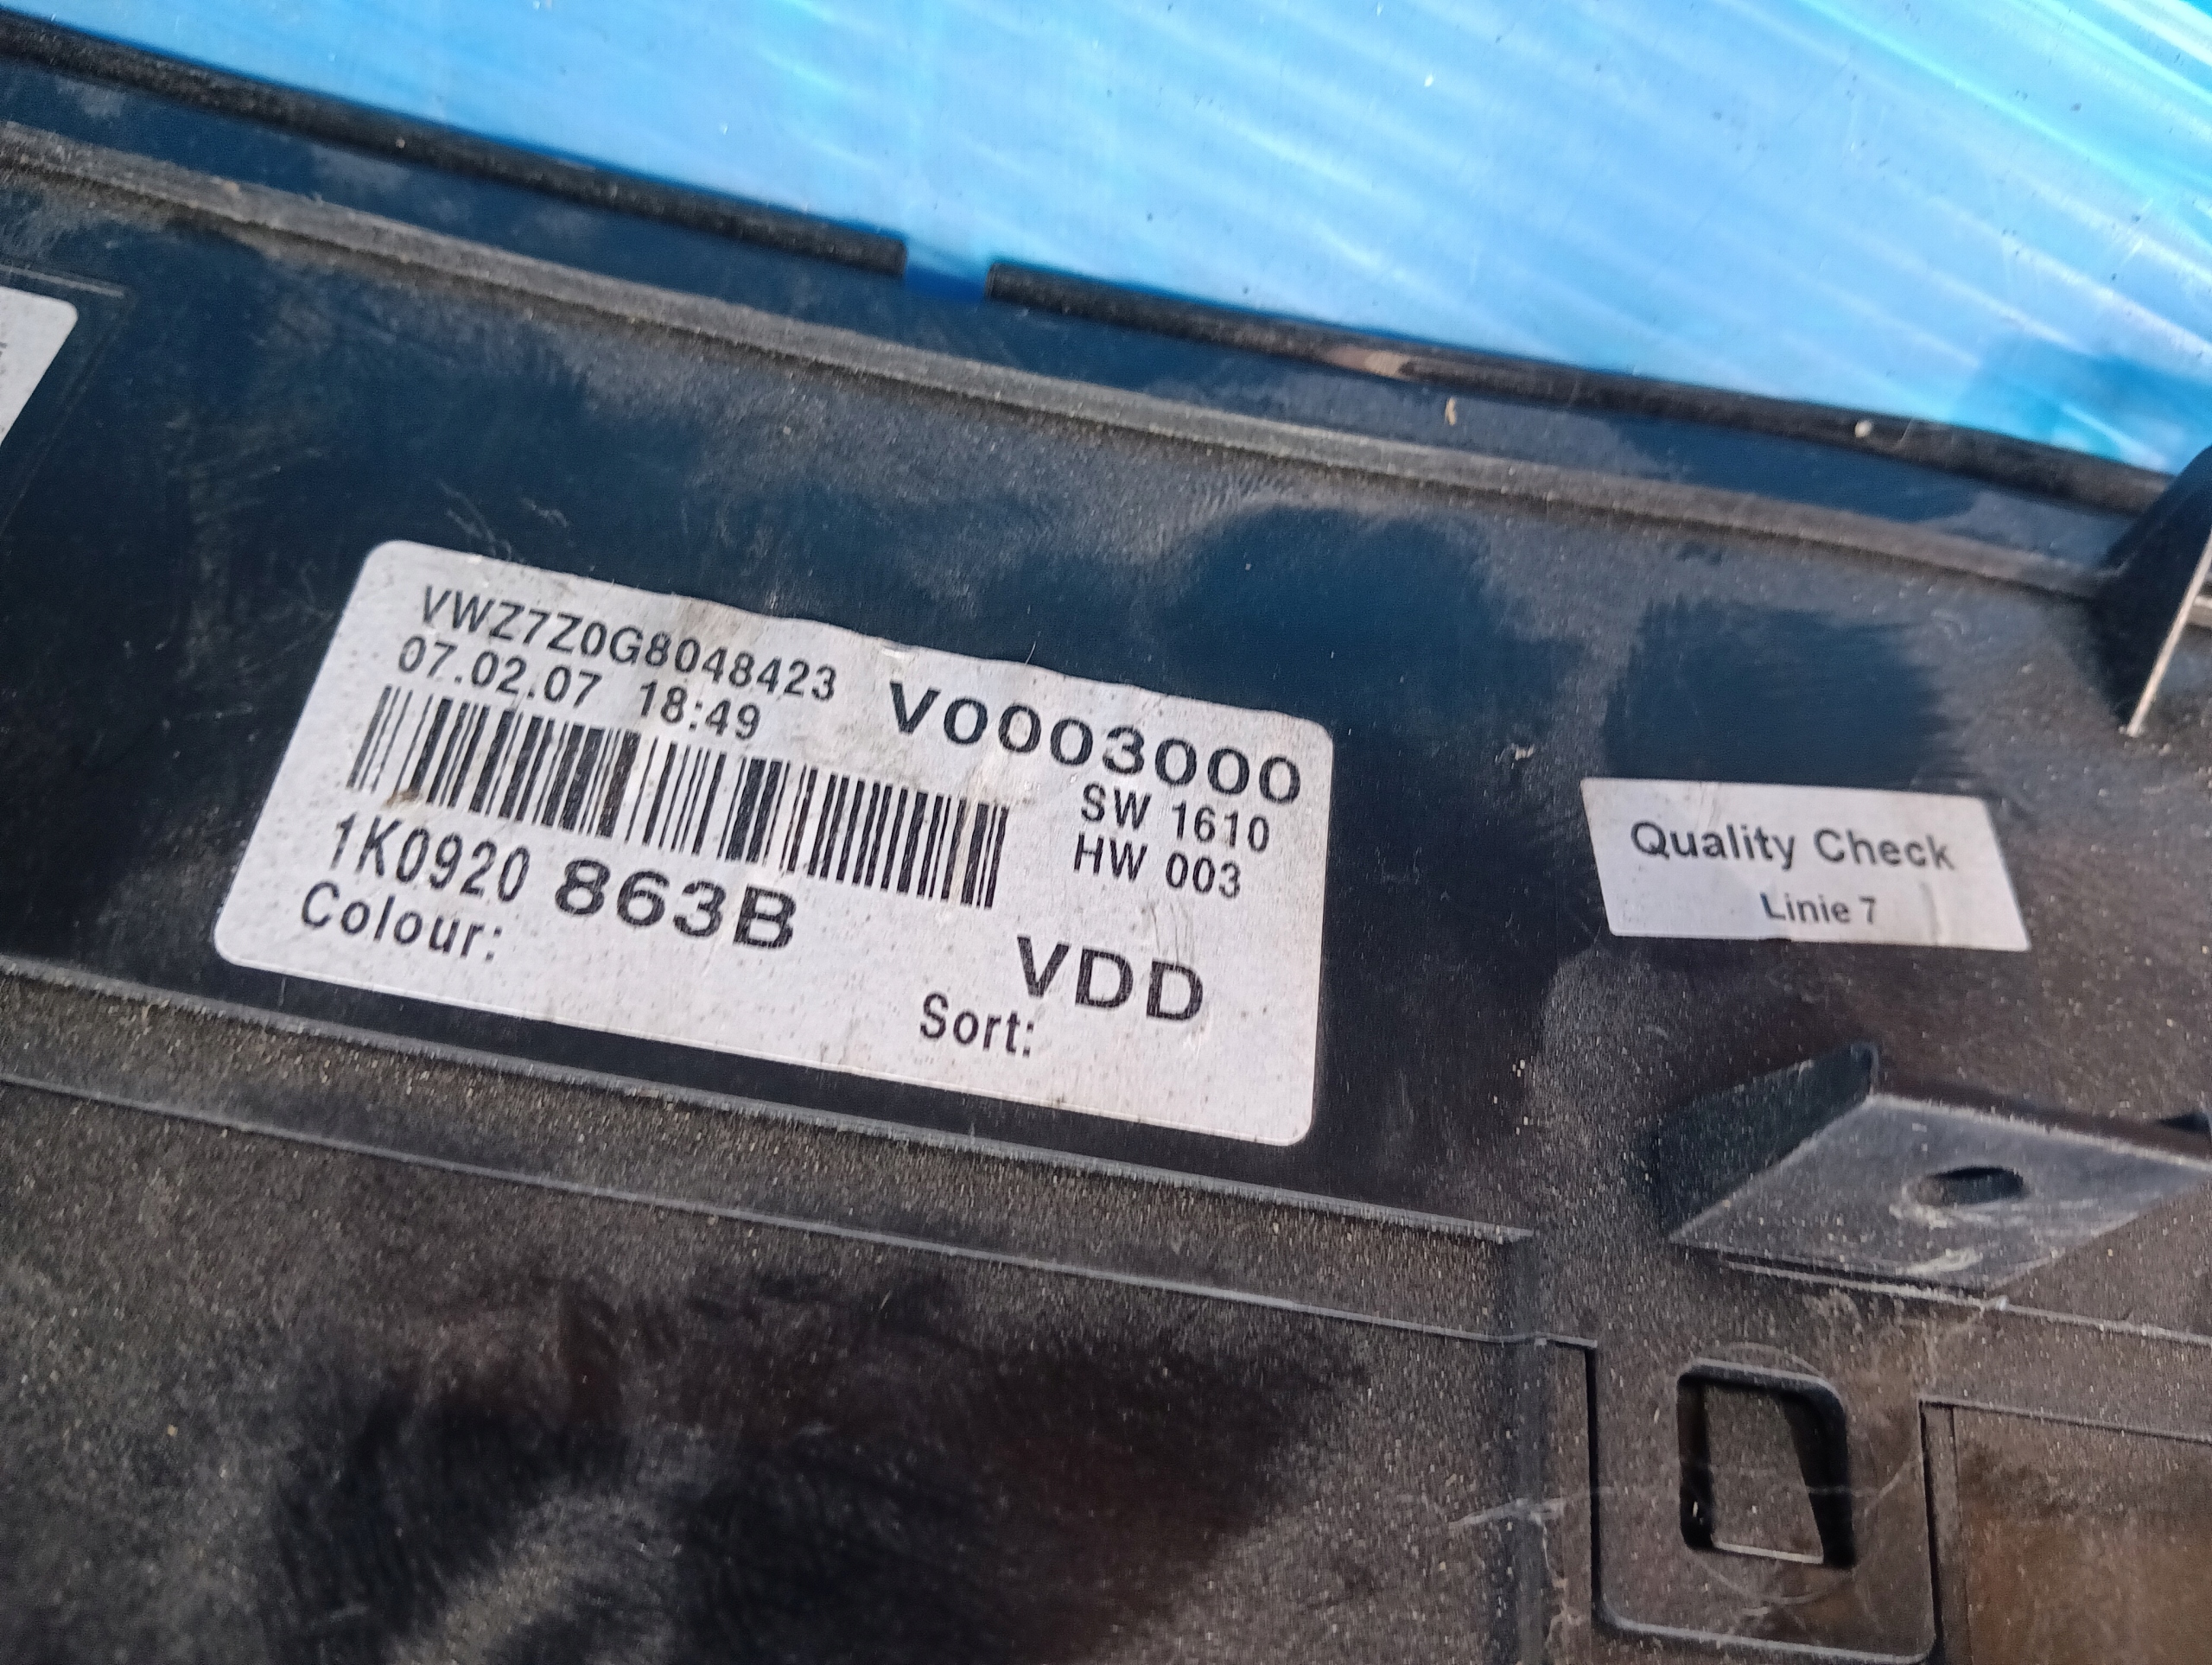 VWZ7Z0G8048423
07.02.07 18:49
V0003000
SW 1610
HW 003
1K0920 863B
Colour:
VDD
Sort:
Quality Check
Linie 7